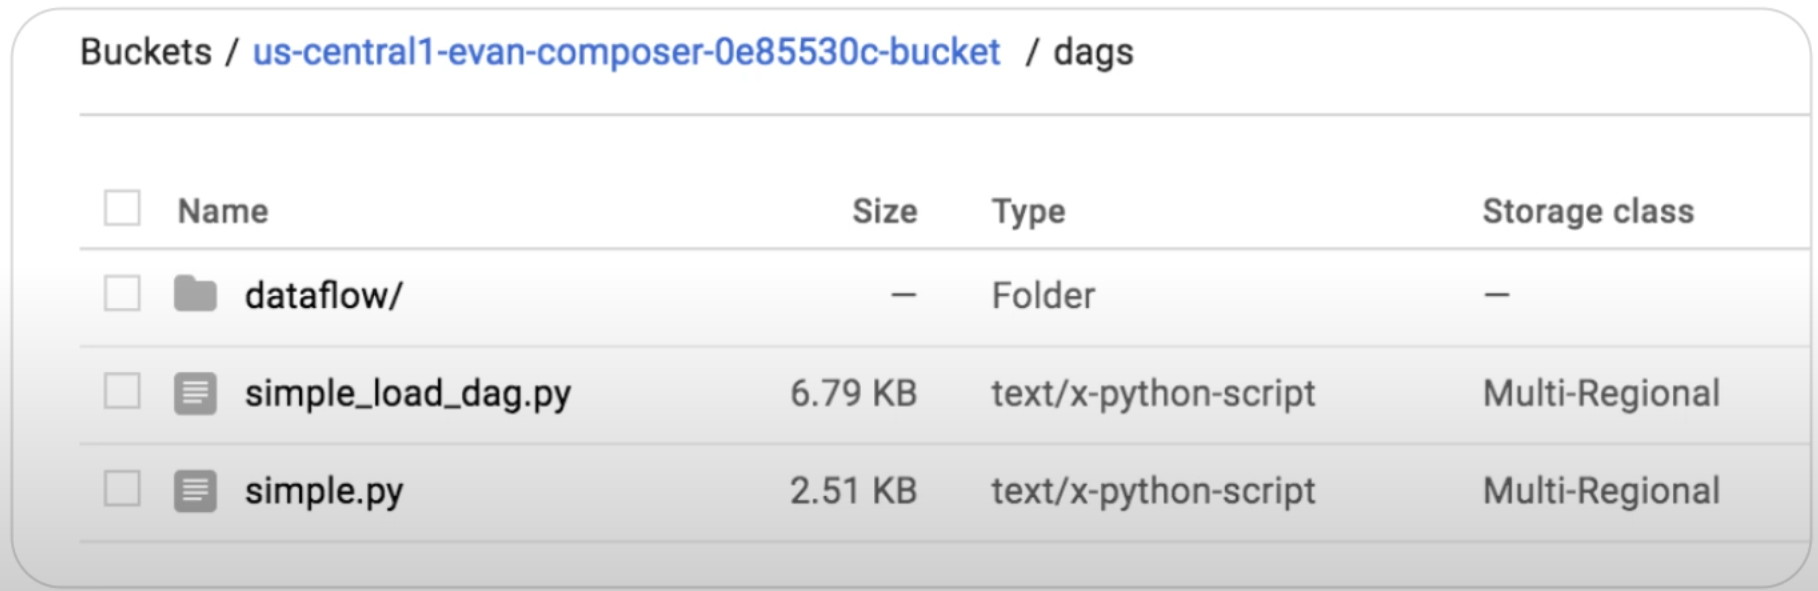 Buckets / us-central1-evan-composer-0e85530c-bucket / dags
Name Size Type Storage class
dataflow/ — Folder —
simple_load_dag.py 6.79 KB text/x-python-script Multi-Regional
simple.py 2.51 KB text/x-python-script Multi-Regional